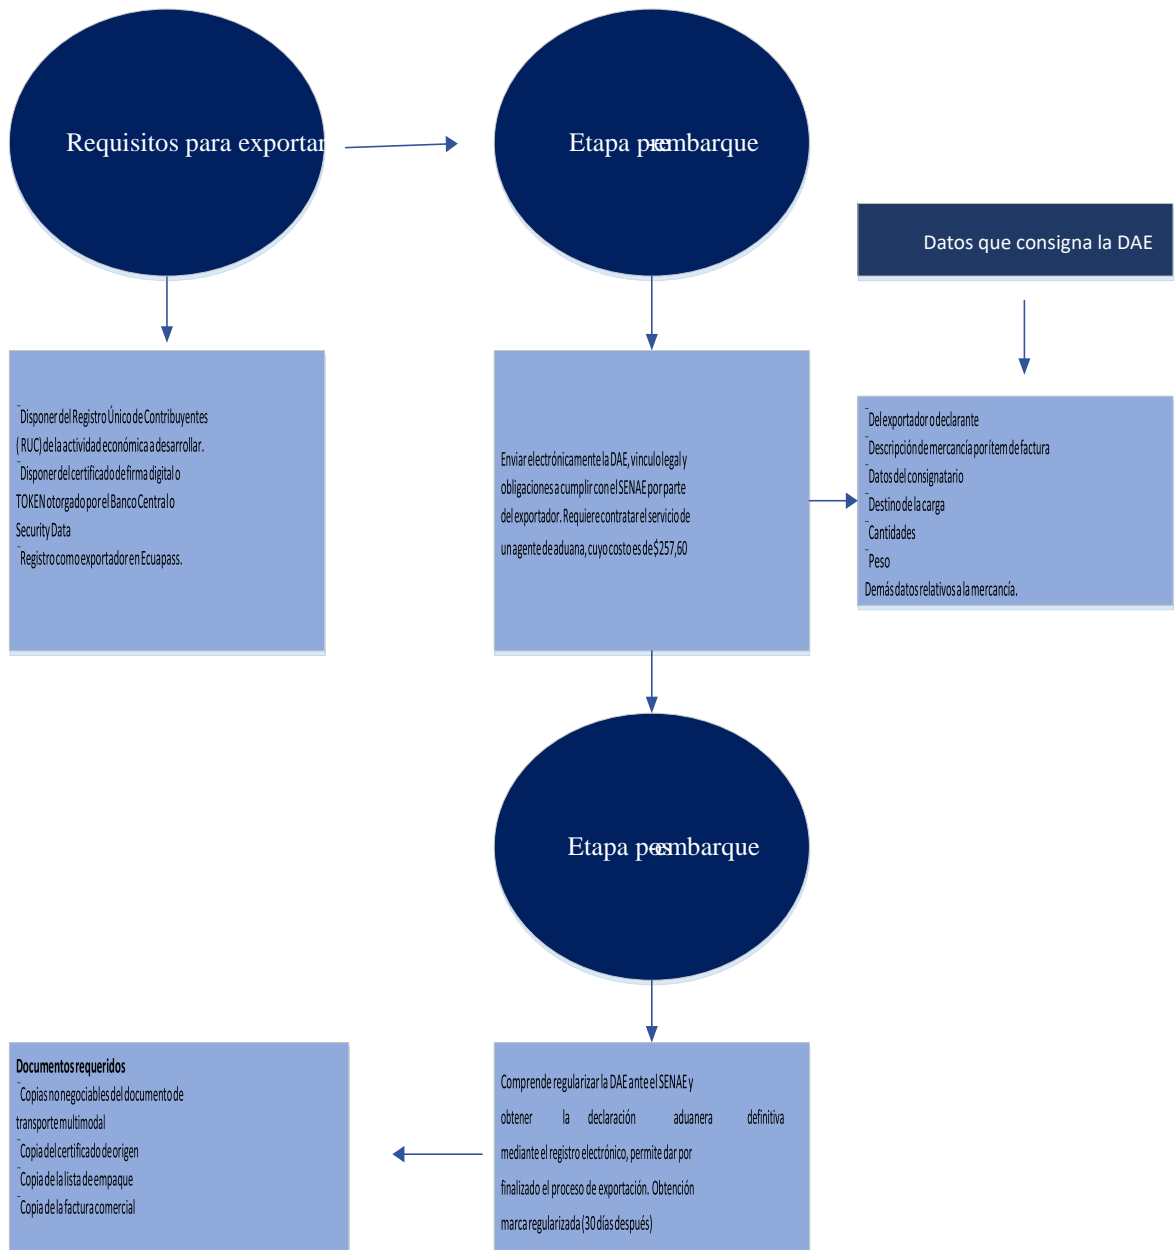 Requisitos para exportar
Etapa pre-embarque
Datos que consigna la DAE
- Disponer del Registro Único de Contribuyentes
( RUC) de la actividad económica a desarrollar.
- Disponer del certificado de firma digital o
TOKEN otorgado por el Banco Central o
Security Data
- Registro como exportador en Ecuapass.
Enviar electrónicamente la DAE, vinculo legal y
obligaciones a cumplir con el SENAE por parte
del exportador. Requiere contratar el servicio de
un agente de aduana, cuyo costo es de $257,60
- Del exportador o declarante
- Descripción de mercancía por ítem de factura
- Datos del consignatario
- Destino de la carga
- Cantidades
- Peso
Demás datos relativos a la mercancía.
Etapa pos-embarque
Documentos requeridos
- Copias no negociables del documento de
transporte multimodal
- Copia del certificado de origen
- Copia de la lista de empaque
- Copia de la factura comercial
Comprende regularizar la DAE ante el SENAE y
obtener la declaración aduanera definitiva
mediante el registro electrónico, permite dar por
finalizado el proceso de exportación. Obtención
marca regularizada (30 días después)